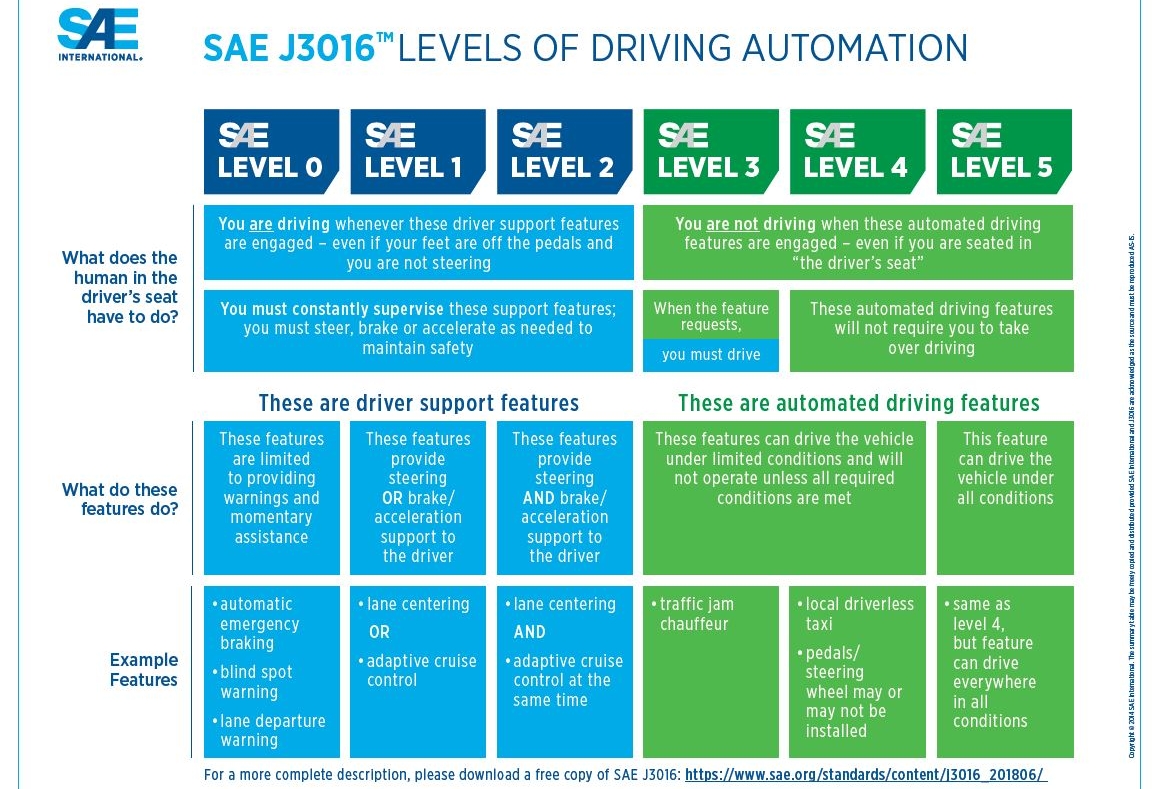 SAE
INTERNATIONAL.
SAE J3016™ LEVELS OF DRIVING AUTOMATION
SAE
LEVEL 0
SAE
LEVEL 1
SAE
LEVEL 2
SAE
LEVEL 3
SAE
LEVEL 4
SAE
LEVEL 5
What does the
human in the
driver's seat
have to do?
You are driving whenever these driver support features
are engaged – even if your feet are off the pedals and
you are not steering
You are not driving when these automated driving
features are engaged – even if you are seated in
“the driver's seat”
You must constantly supervise these support features;
you must steer, brake or accelerate as needed to
maintain safety
When the feature
requests,
you must drive
These automated driving features
will not require you to take
over driving
These are driver support features
These are automated driving features
What do these
features do?
These features
are limited
to providing
warnings and
momentary
assistance
These features
provide
steering
OR brake/
acceleration
support to
the driver
These features
provide
steering
AND brake/
acceleration
support to
the driver
These features can drive the vehicle
under limited conditions and will
not operate unless all required
conditions are met
This feature
can drive the
vehicle under
all conditions
Example
Features
•automatic
emergency
braking
•blind spot
warning
•lane departure
warning
•lane centering
OR
•adaptive cruise
control
•lane centering
AND
•adaptive cruise
control at the
same time
•traffic jam
chauffeur
•local driverless
taxi
•pedals/
steering
wheel may or
may not be
installed
•same as
level 4,
but feature
can drive
everywhere
in all
conditions
For a more complete description, please download a free copy of SAE J3016: https://www.sae.org/standards/content/j3016_201806/
Copyright © 2014 SAE International. The summary table may be freely copied and distributed provided SAE International and J3016 are acknowledged as the source and must be reproduced AS-IS.